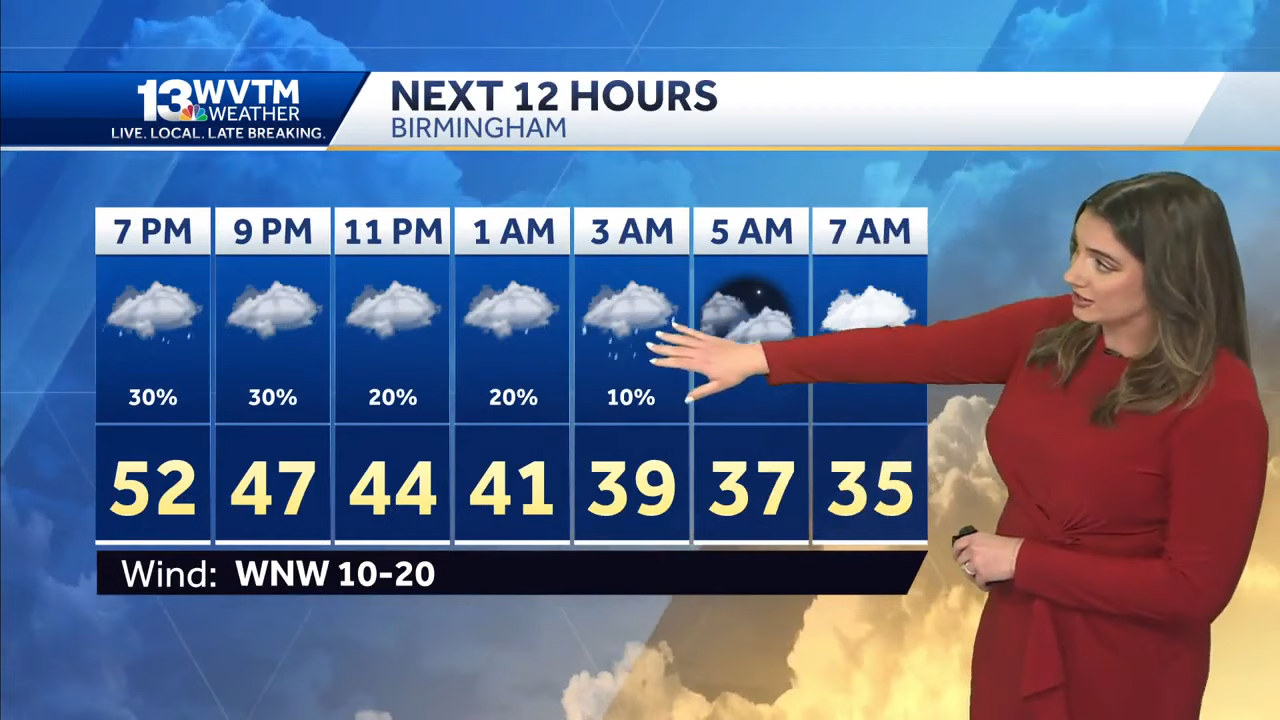 13 WVTM
WEATHER
LIVE. LOCAL. LATE BREAKING.
NEXT 12 HOURS
BIRMINGHAM
7 PM 9 PM 11 PM 1 AM 3 AM 5 AM 7 AM
30% 30% 20% 20% 10%
52 47 44 41 39 37 35
Wind: WNW 10-20